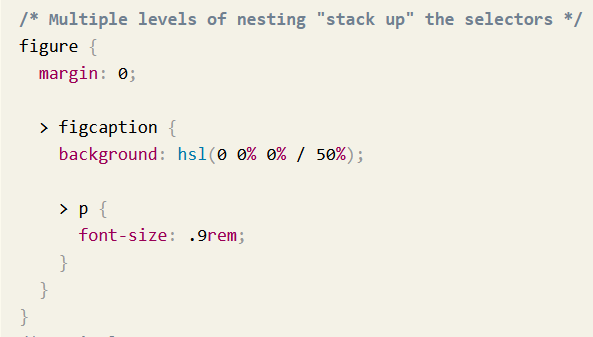 /* Multiple levels of nesting "stack up" the selectors */
figure {
  margin: 0;

  > figcaption {
    background: hsl(0 0% 0% / 50%);

    > p {
      font-size: .9rem;
    }
  }
}